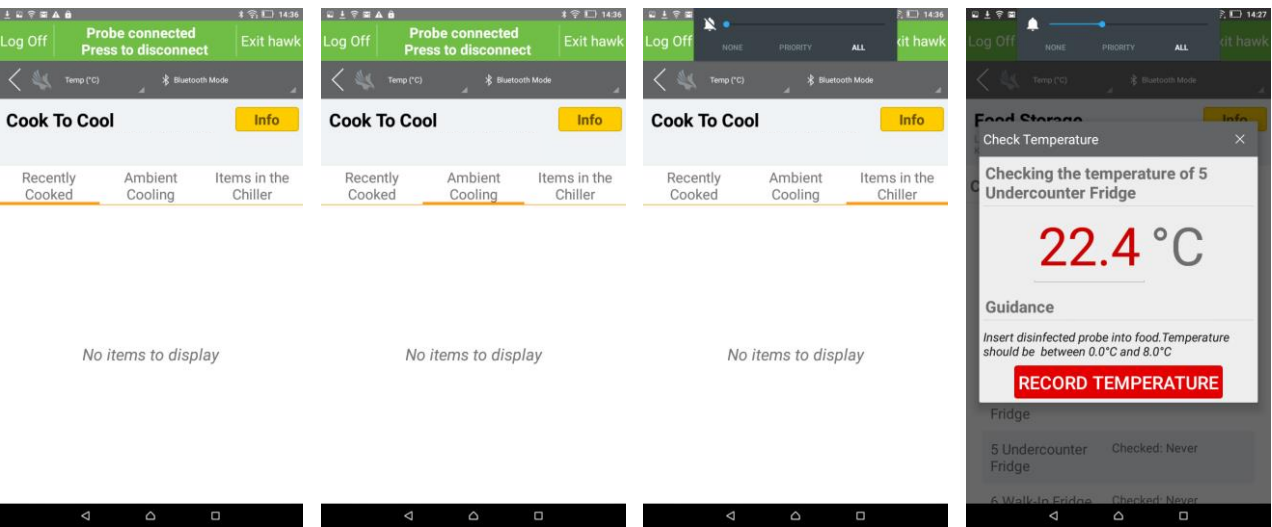 14:36
Log Off
Probe connected
Press to disconnect
Exit hawk
Temp (°C)
Bluetooth Mode
Cook To Cool
Info
Recently
Cooked
Ambient
Cooling
Items in the
Chiller
No items to display
14:36
Log Off
Probe connected
Press to disconnect
Exit hawk
Temp (°C)
Bluetooth Mode
Cook To Cool
Info
Recently
Cooked
Ambient
Cooling
Items in the
Chiller
No items to display
14:36
Log Off
NONE
PRIORITY
ALL
xit hawk
Temp (°C)
Bluetooth Mode
Cook To Cool
Info
Recently
Cooked
Ambient
Cooling
Items in the
Chiller
No items to display
14:27
Log Off
NONE
PRIORITY
ALL
xit hawk
Temp (°C)
Bluetooth Mode
Food Storage
Info
Check Temperature
Checking the temperature of 5
Undercounter Fridge
22.4 °C
Guidance
Insert disinfected probe into food.Temperature
should be between 0.0°C and 8.0°C
RECORD TEMPERATURE
Fridge
5 Undercounter
Fridge
Checked: Never
6 Walk-In Fridge
Checked: Never